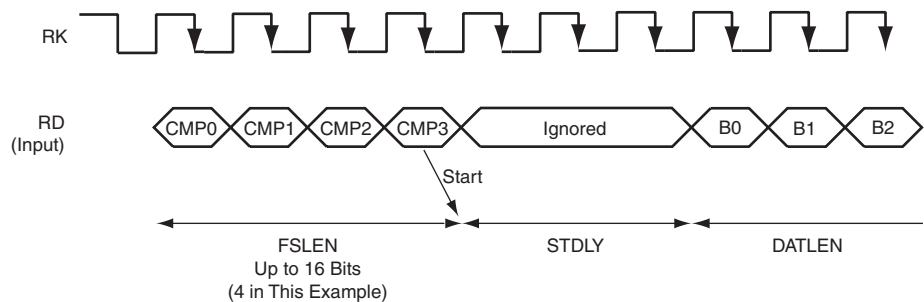 RK
RD
(Input)
CMP0 CMP1 CMP2 CMP3 Ignored B0 B1 B2
Start
FSLEN STDLY DATLEN
Up to 16 Bits
(4 in This Example)